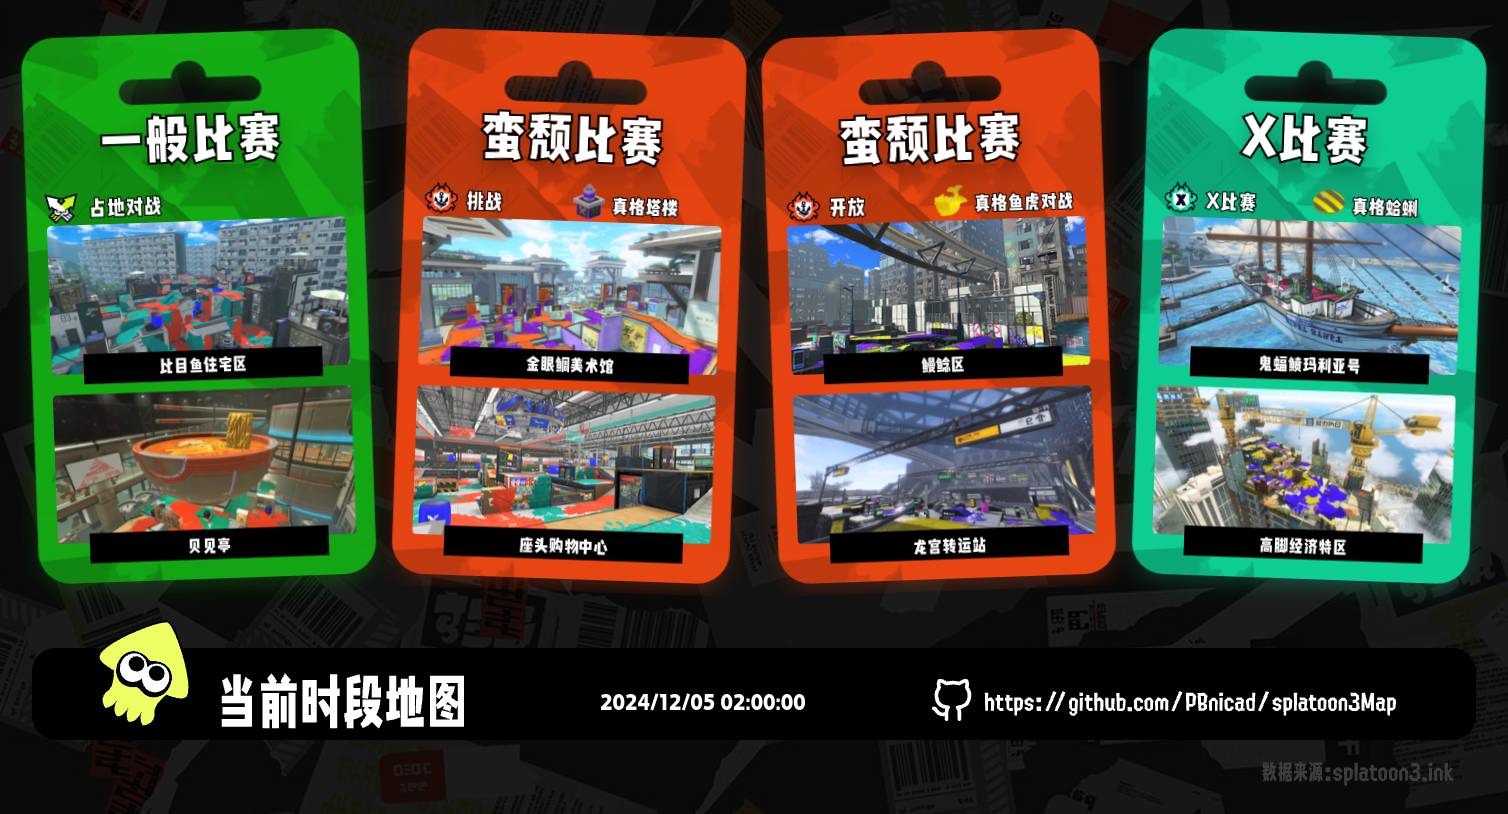 一般比赛
占地对战
比目鱼住宅区
贝见亭
蛮颓比赛
挑战
真格塔楼
金眼鲷美术馆
座头购物中心
蛮颓比赛
开放
真格鱼虎对战
鳗鲶区
龙宫转运站
X比赛
X比赛
真格蛤蜊
鬼蝠鲼玛利亚号
高脚经济特区
当前时段地图
2024/12/05 02:00:00
https://github.com/PBnicad/splatoon3Map
数据来源:splatoon3.ink